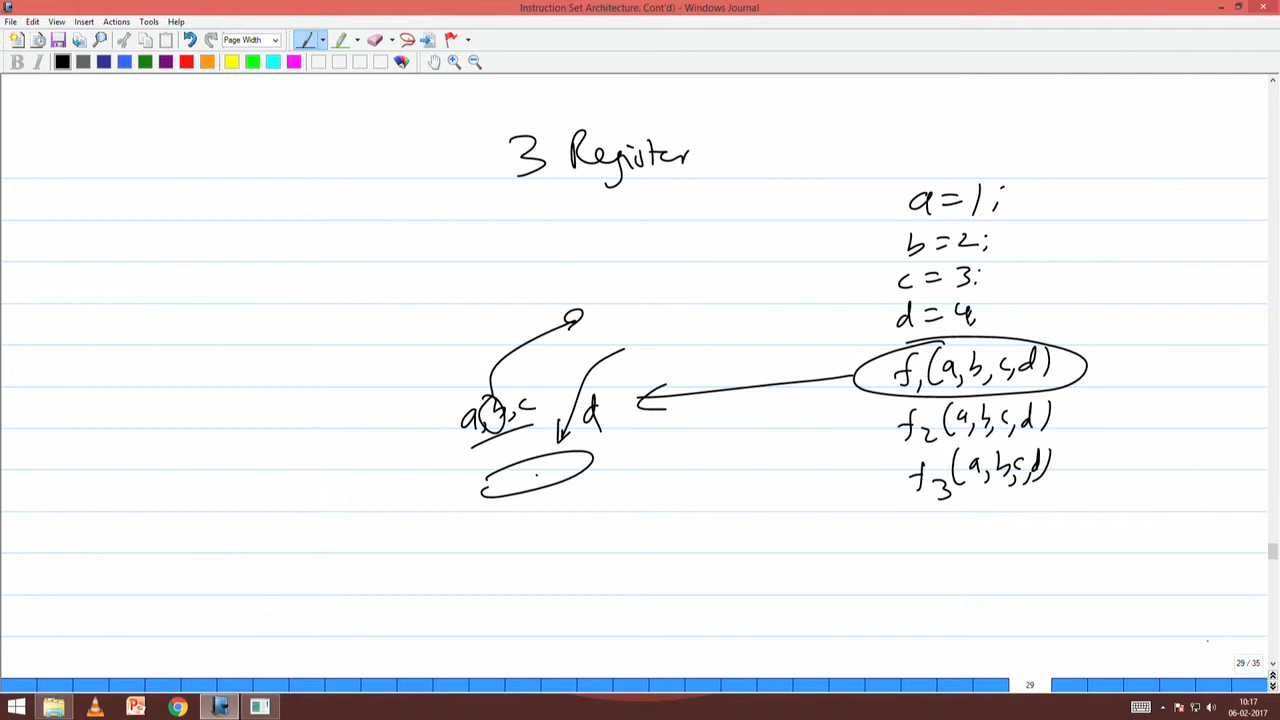 Instruction Set Architecture. Cont'd) - Windows Journal
File Edit View Insert Actions Tools Help
Page Width
B I
3 Register
a = 1 ;
b = 2;
c = 3;
d = 4
f1(a, b, c, d)
a, b, c d
f2(a, b, c, d)
f3(a, b, c, d)
29 / 35
29
10:17
06-02-2017